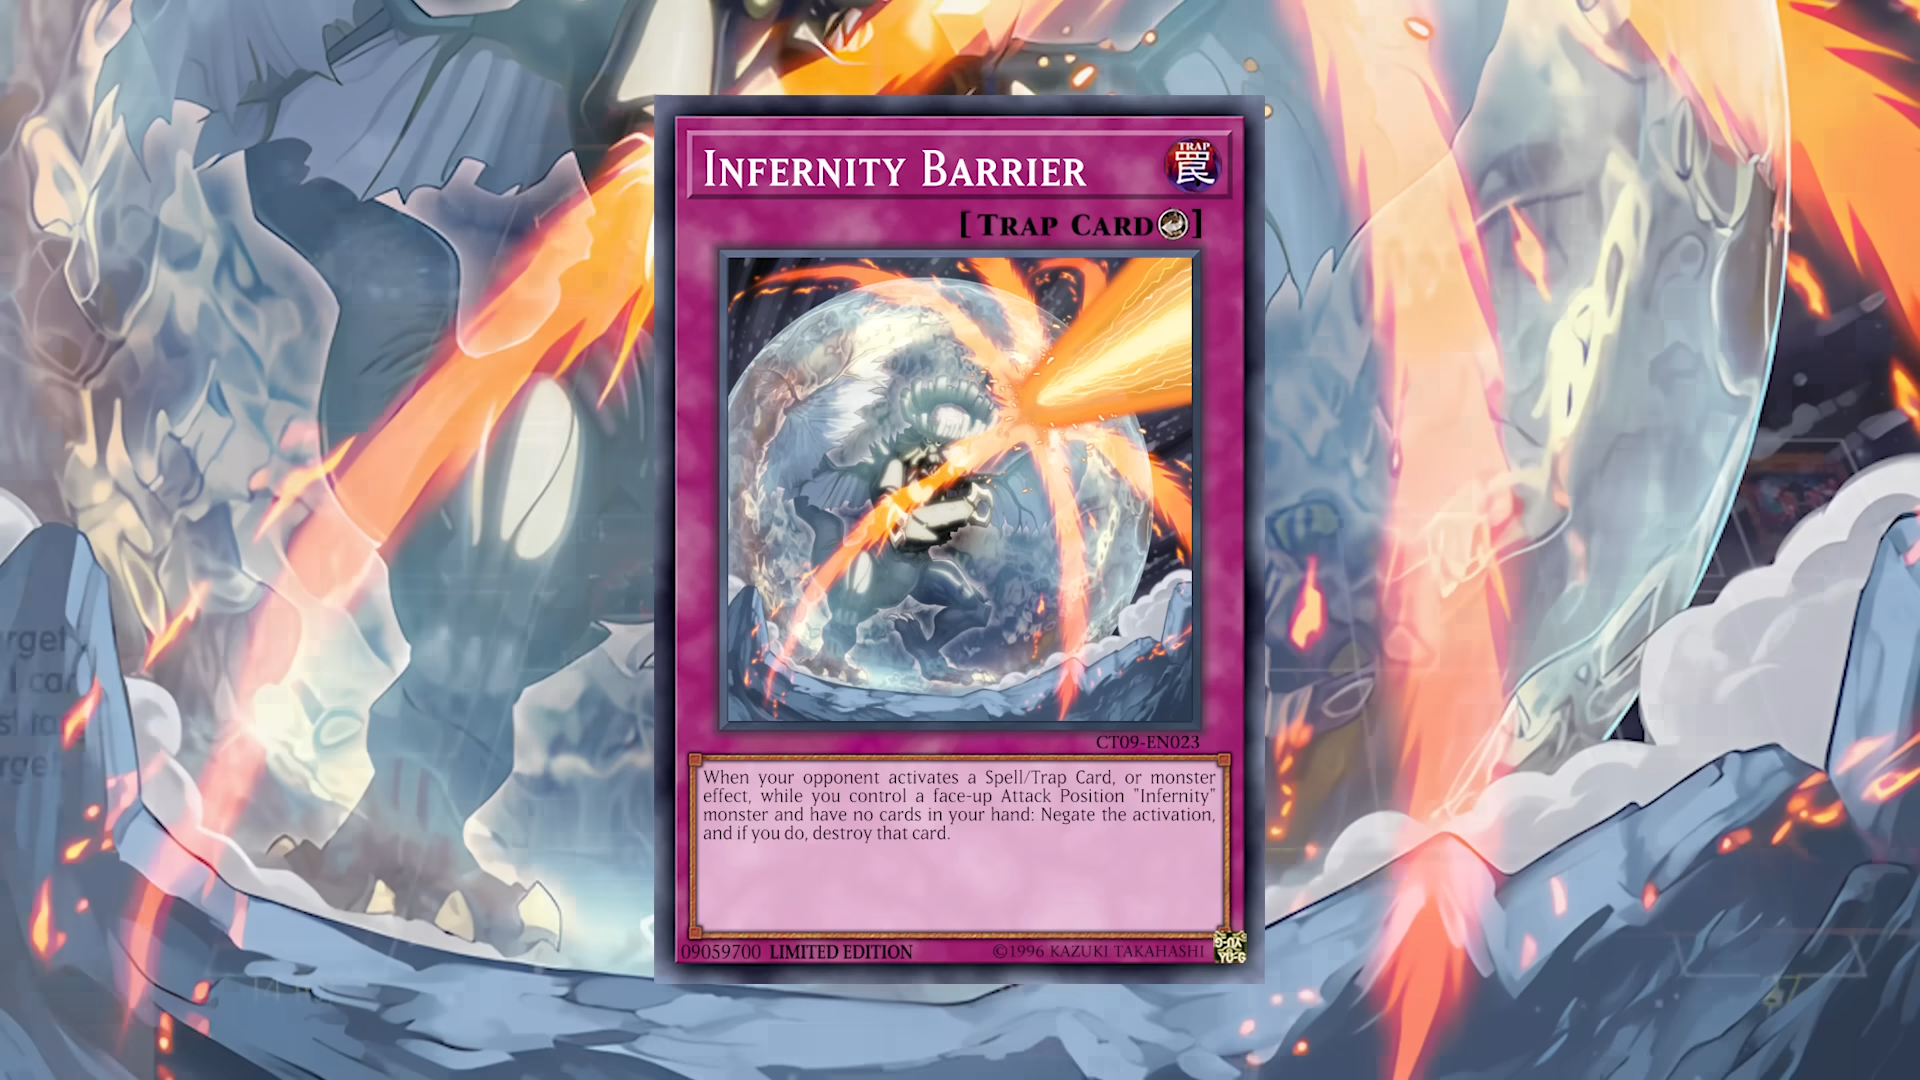 INFERNITY BARRIER
TRAP
罠
[TRAP CARD]
CT09-EN023
When your opponent activates a Spell/Trap Card, or monster
effect, while you control a face-up Attack Position "Infernity"
monster and have no cards in your hand: Negate the activation,
and if you do, destroy that card.
09059700 LIMITED EDITION
©1996 KAZUKI TAKAHASHI